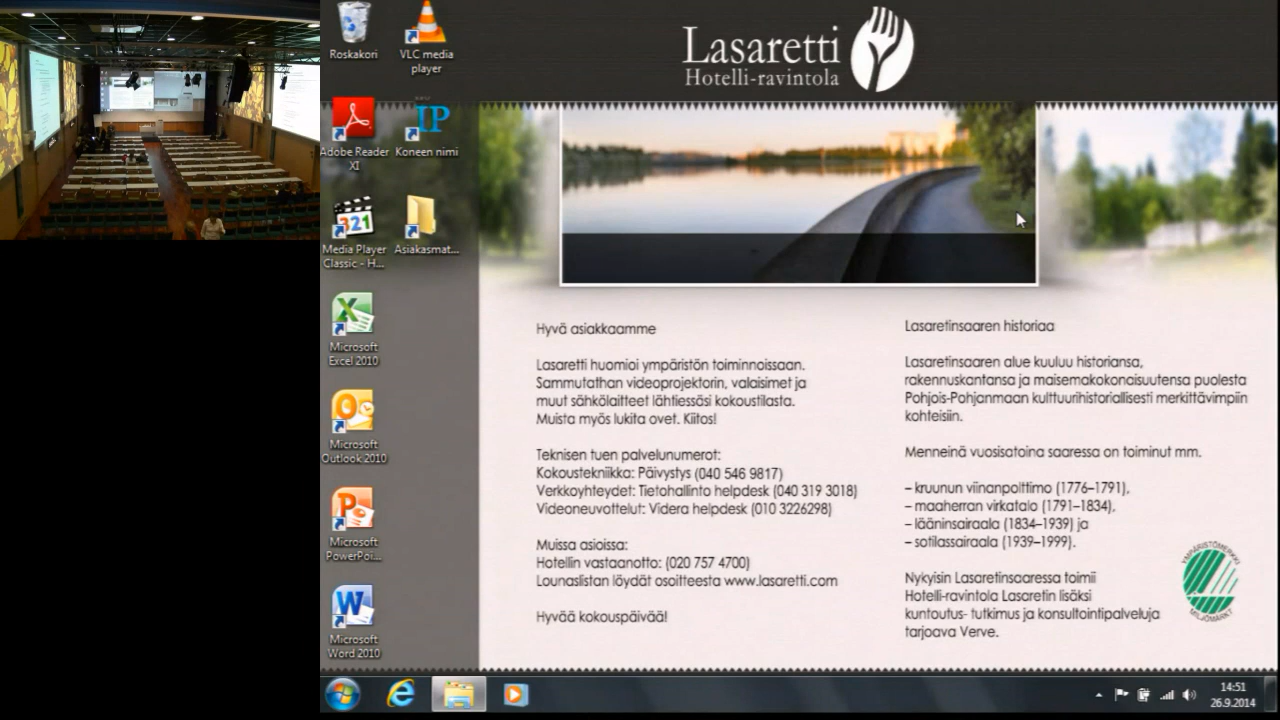 Roskakori
VLC media
player
Adobe Reader
XI
IP
Koneen nimi
321
Media Player
Classic - H...
Asiakasmat...
Microsoft
Excel 2010
Microsoft
Outlook 2010
Microsoft
PowerPoi...
Microsoft
Word 2010
Lasaretti
Hotelli-ravintola
Hyvä asiakkaamme
Lasaretti huomioi ympäristön toiminnoissaan.
Sammutathan videoprojektorin, valaisimet ja
muut sähkölaitteet lähtiessäsi kokoustilasta.
Muista myös lukita ovet. Kiitos!
Teknisen tuen palvelunumerot:
Kokoustekniikka: Päivystys (040 546 9817)
Verkkoyhteydet: Tietohallinto helpdesk (040 319 3018)
Videoneuvottelut: Videra helpdesk (010 3226298)
Muissa asioissa:
Hotellin vastaanotto: (020 757 4700)
Lounaslistan löydät osoitteesta www.lasaretti.com
Hyvää kokouspäivää!
Lasaretinsaaren historiaa
Lasaretinsaaren alue kuuluu historiansa,
rakennuskantansa ja maisemakokonaisuutensa puolesta
Pohjois-Pohjanmaan kulttuurihistoriallisesti merkittävimpiin
kohteisiin.
Menneinä vuosisatoina saaressa on toiminut mm.
– kruunun viinanpolttimo (1776–1791),
– maaherran virkatalo (1791–1834),
– lääninsairaala (1834–1939) ja
– sotilassairaala (1939–1999).
Nykyisin Lasaretinsaaressa toimii
Hotelli-ravintola Lasaretin lisäksi
kuntoutus- tutkimus ja konsultointipalveluja
tarjoava Verve.
YMPÄRISTÖMERKKI
MILJÖMÄRKT
14:51
26.9.2014